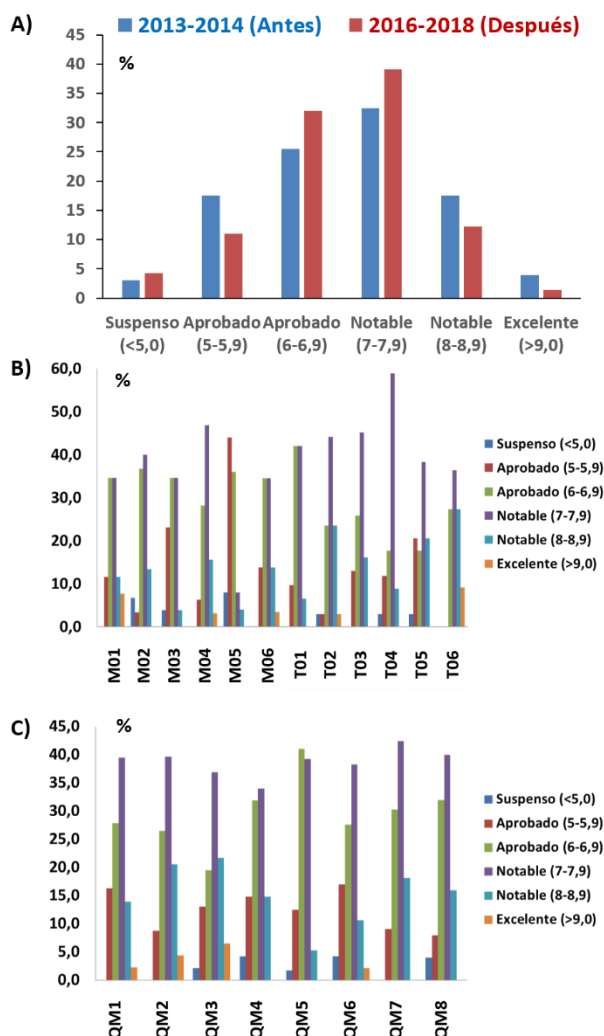 A)
2013-2014 (Antes) 2016-2018 (Después)
%
45
40
35
30
25
20
15
10
5
0
Suspenso Aprobado Aprobado Notable Notable Excelente
(<5,0) (5-5,9) (6-6,9) (7-7,9) (8-8,9) (>9,0)
B)
%
60,0
50,0
40,0
30,0
20,0
10,0
0,0
Suspenso (<5,0)
Aprobado (5-5,9)
Aprobado (6-6,9)
Notable (7-7,9)
Notable (8-8,9)
Excelente (>9,0)
M01 M02 M03 M04 M05 M06 T01 T02 T03 T04 T05 T06
C)
%
45,0
40,0
35,0
30,0
25,0
20,0
15,0
10,0
5,0
0,0
Suspenso (<5,0)
Aprobado (5-5,9)
Aprobado (6-6,9)
Notable (7-7,9)
Notable (8-8,9)
Excelente (>9,0)
QM1 QM2 QM3 QM4 QM5 QM6 QM7 QM8